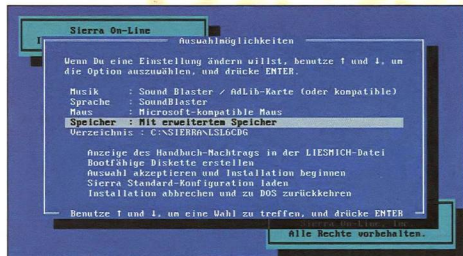 Sierra On-Line
Auswahlmöglichkeiten
Wenn Du eine Einstellung ändern willst, benutze ↑ und ↓, um
die Option auszuwählen, und drücke ENTER.
Musik : Sound Blaster / AdLib-Karte (oder kompatible)
Sprache : SoundBlaster
Maus : Microsoft-kompatible Maus
Speicher : Mit erweitertem Speicher
Verzeichnis : C:\SIERRA\LSL6CDG
Anzeige des Handbuch-Nachtrags in der LIESMICH-Datei
Bootfähige Diskette erstellen
Auswahl akzeptieren und Installation beginnen
Sierra Standard-Konfiguration laden
Installation abbrechen und zu DOS zurückkehren
Benutze ↑ und ↓, um eine Wahl zu treffen, und drücke ENTER
Sierra On-Line, Inc
Alle Rechte vorbehalten.